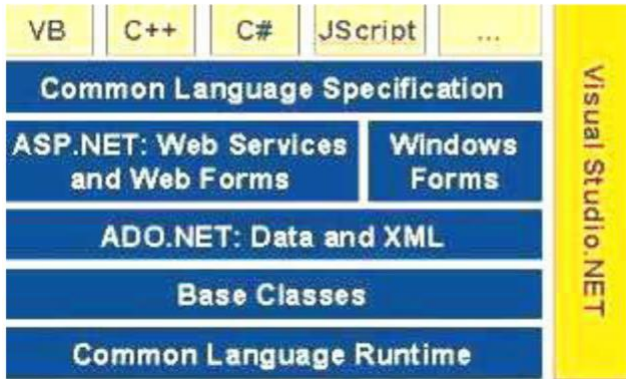 VB
C++
C#
JScript
...
Common Language Specification
ASP.NET: Web Services
and Web Forms
Windows
Forms
ADO.NET: Data and XML
Base Classes
Common Language Runtime
Visual Studio.NET